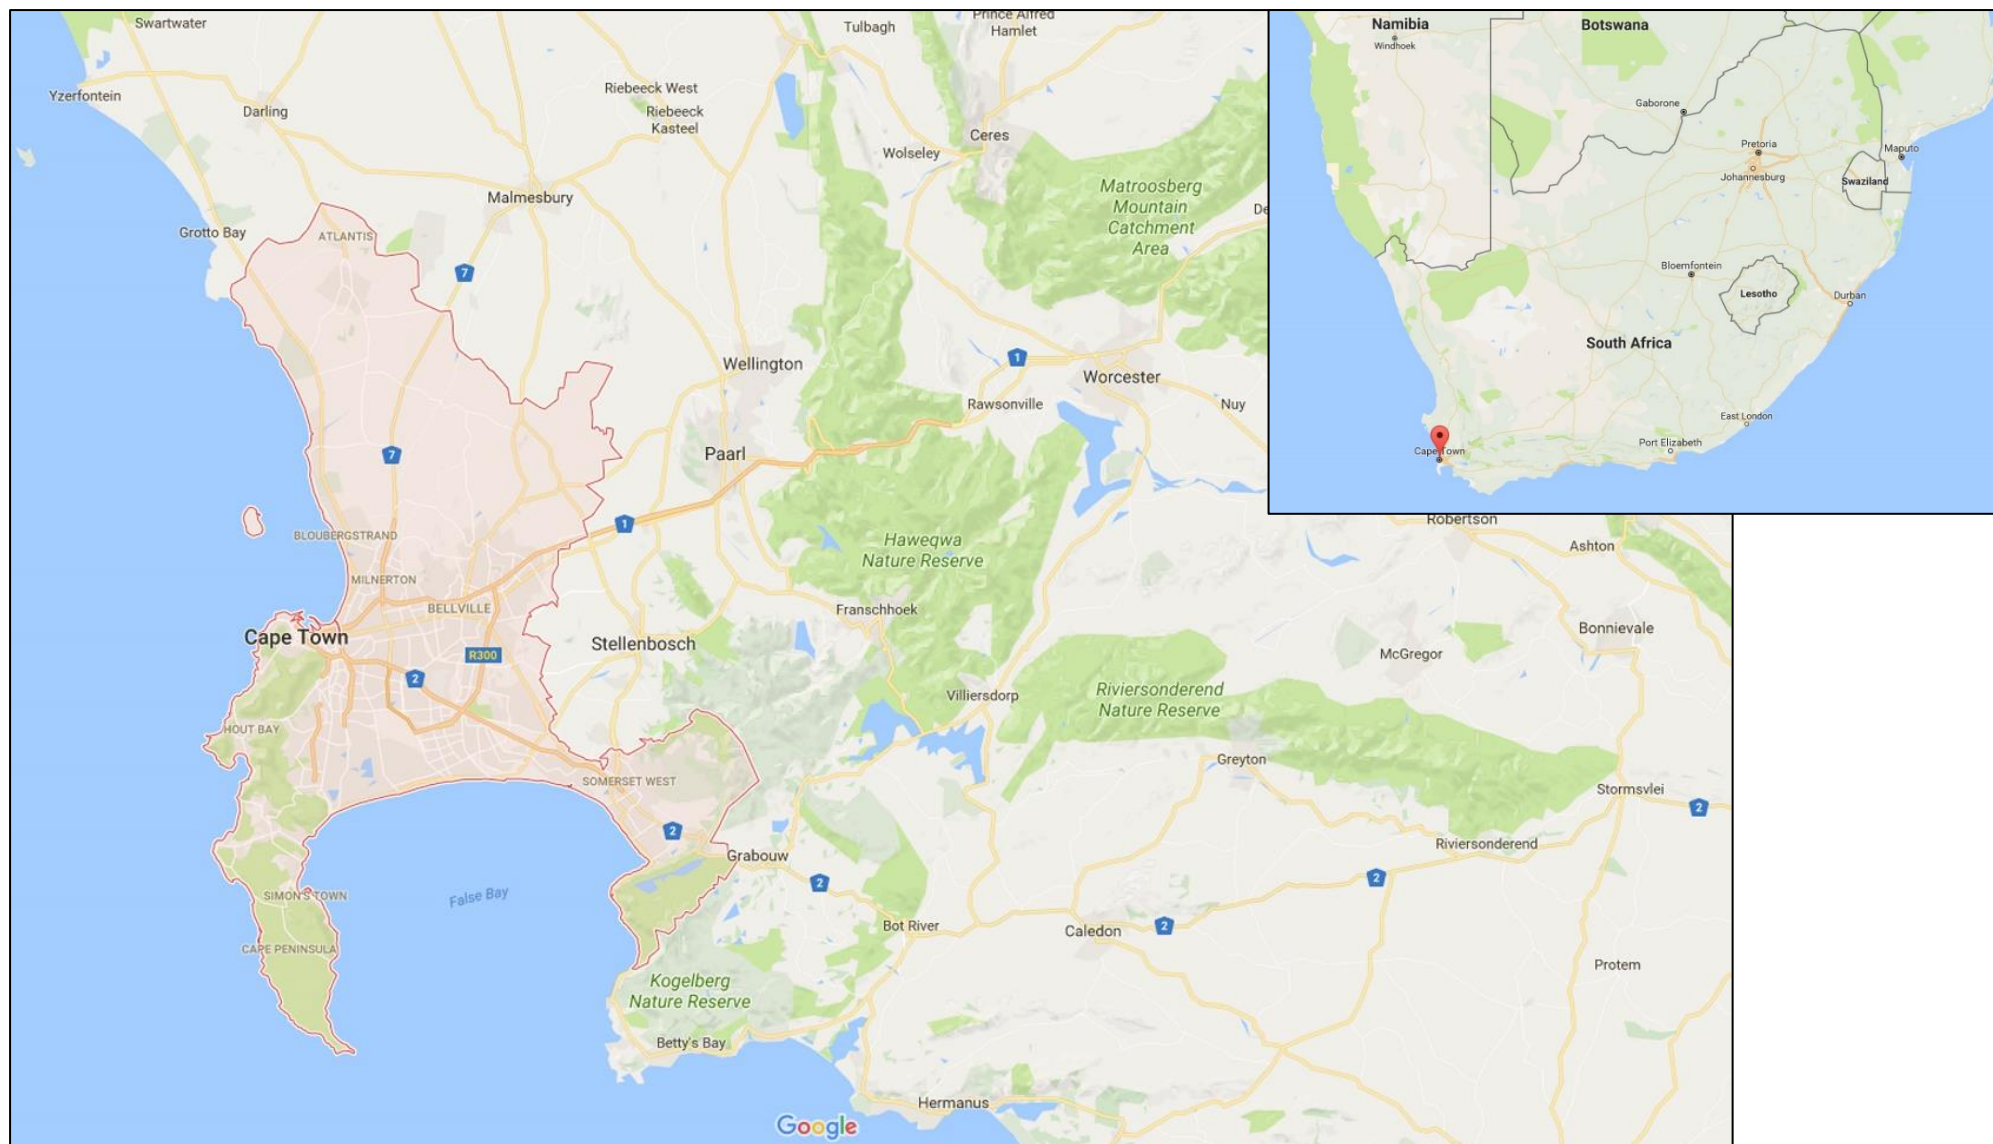 Swartwater
Tulbagh
Prince Alfred
Hamlet
Yzerfontein
Darling
Riebeeck West
Riebeeck
Kasteel
Ceres
Wolseley
Malmesbury
Matroosberg
Mountain
Catchment
Area
De
Grotto Bay
ATLANTIS
7
1
Wellington
Worcester
Rawsonville
Nuy
7
Paarl
1
BLOUBERGSTRAND
Haweqwa
Nature Reserve
MILNERTON
BELLVILLE
Franschhoek
Cape Town
Stellenbosch
R300
2
Villiersdorp
Riviersonderend
Nature Reserve
McGregor
Bonnievale
Robertson
Ashton
HOUT BAY
SOMERSET WEST
Greyton
Stormsvlei
2
2
Grabouw
Riviersonderend
2
2
SIMON'S TOWN
False Bay
Bot River
Caledon
2
CAPE PENINSULA
Protem
Kogelberg
Nature Reserve
Betty's Bay
Hermanus
Google
Namibia
Windhoek
Botswana
Gaborone
Pretoria
Johannesburg
Maputo
Swaziland
Bloemfontein
Lesotho
Durban
South Africa
East London
Port Elizabeth
Cape Town